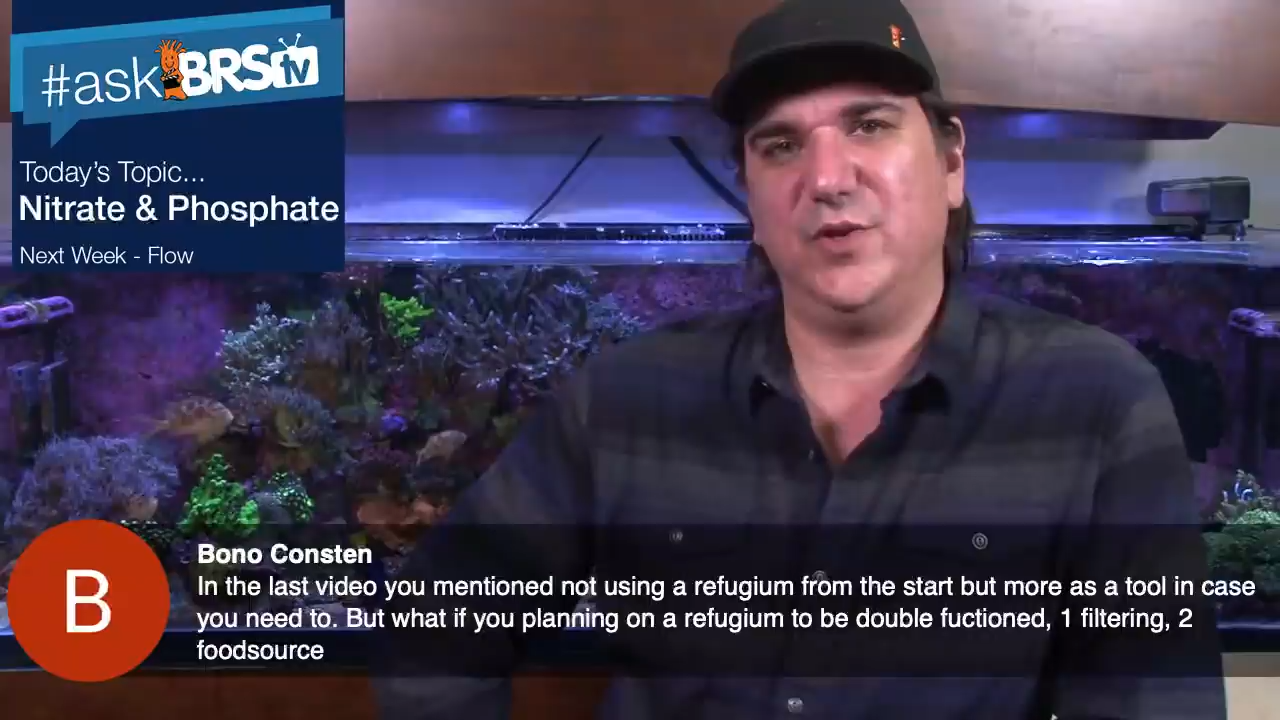 #askBRStv
Today's Topic...
Nitrate & Phosphate
Next Week - Flow
B
Bono Consten
In the last video you mentioned not using a refugium from the start but more as a tool in case
you need to. But what if you planning on a refugium to be double fuctioned, 1 filtering, 2
foodsource